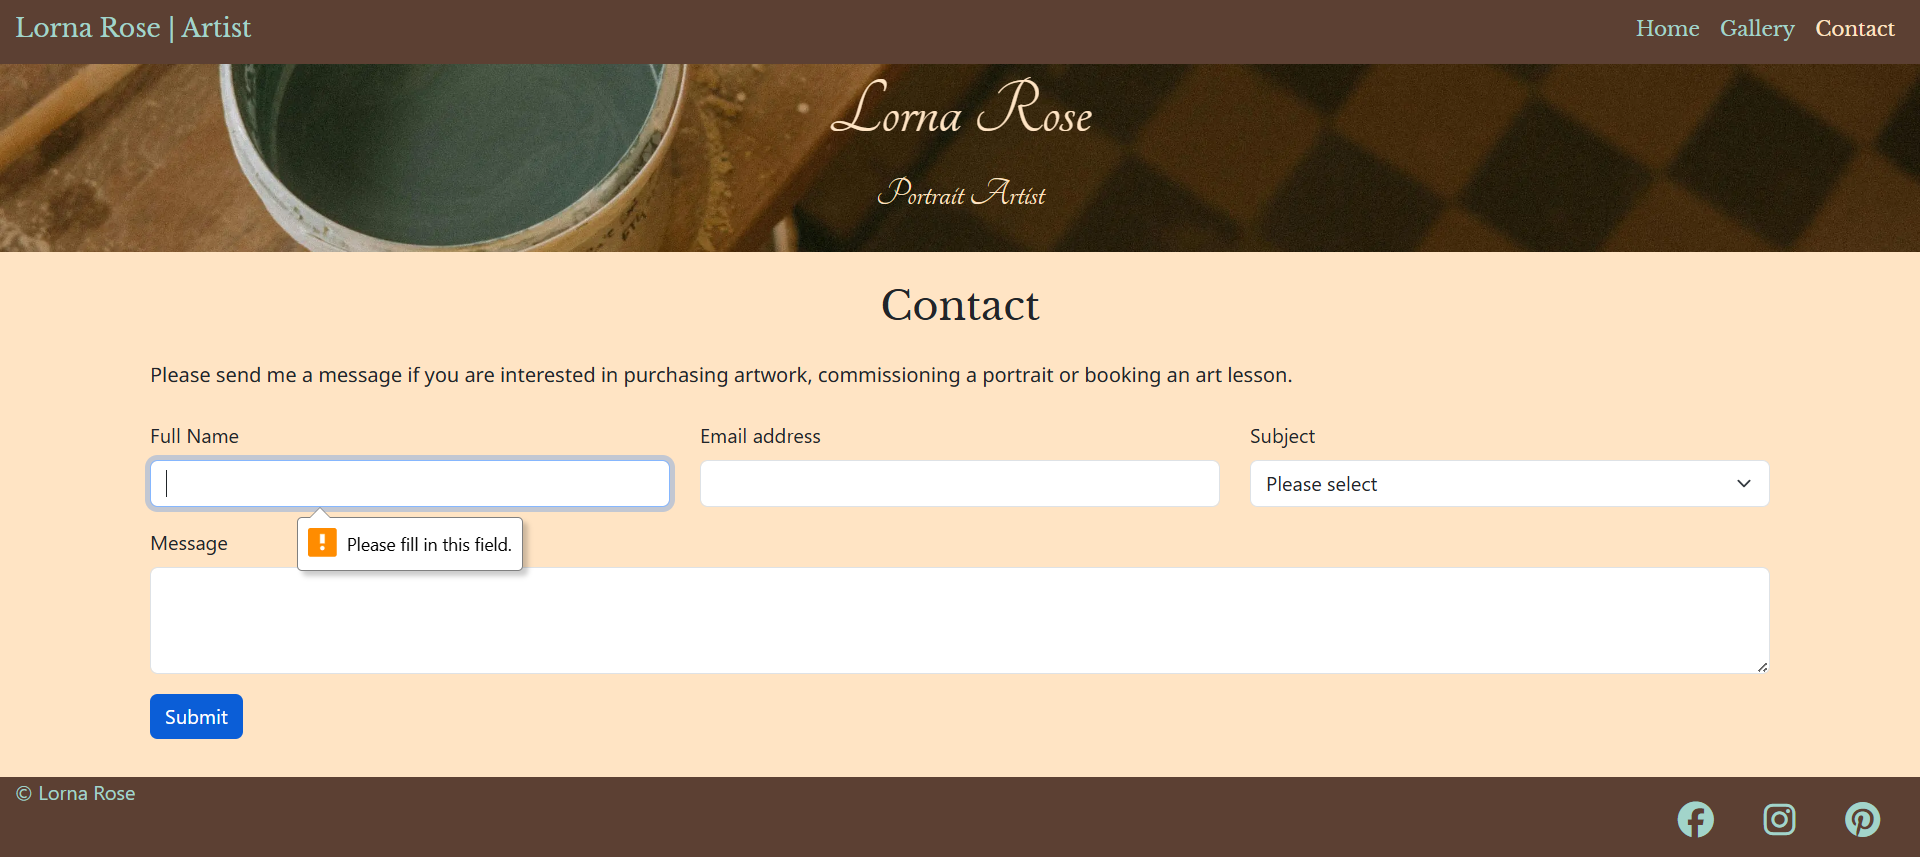 Lorna Rose | Artist
Home Gallery Contact
Lorna Rose
Portrait Artist
Contact
Please send me a message if you are interested in purchasing artwork, commissioning a portrait or booking an art lesson.
Full Name Email address Subject
Please select
Please fill in this field.
Message
Submit
© Lorna Rose